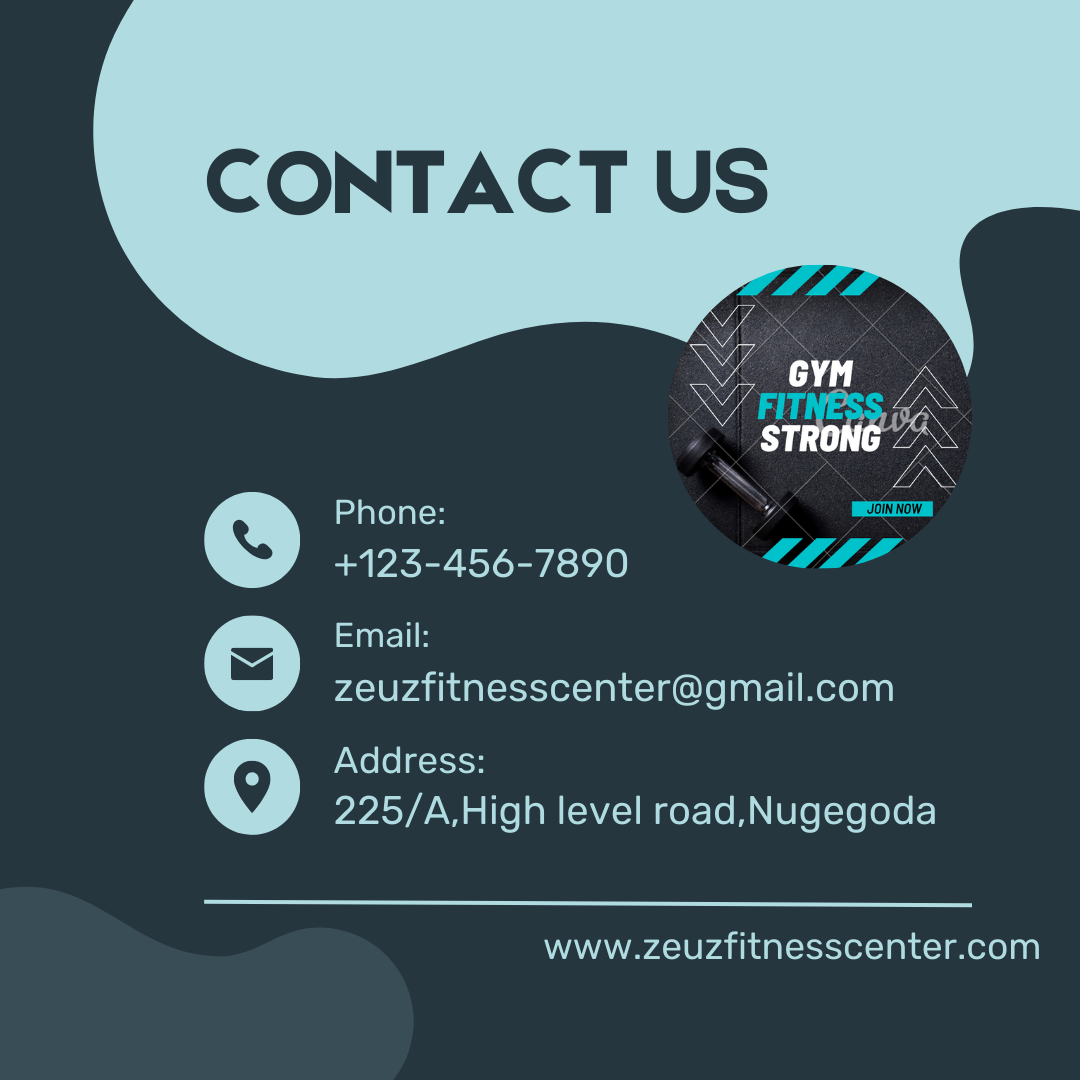 CONTACT US
GYM
FITNESS
STRONG
Canva
JOIN NOW
Phone:
+123-456-7890
Email:
zeuzfitnesscenter@gmail.com
Address:
225/A,High level road,Nugegoda
www.zeuzfitnesscenter.com